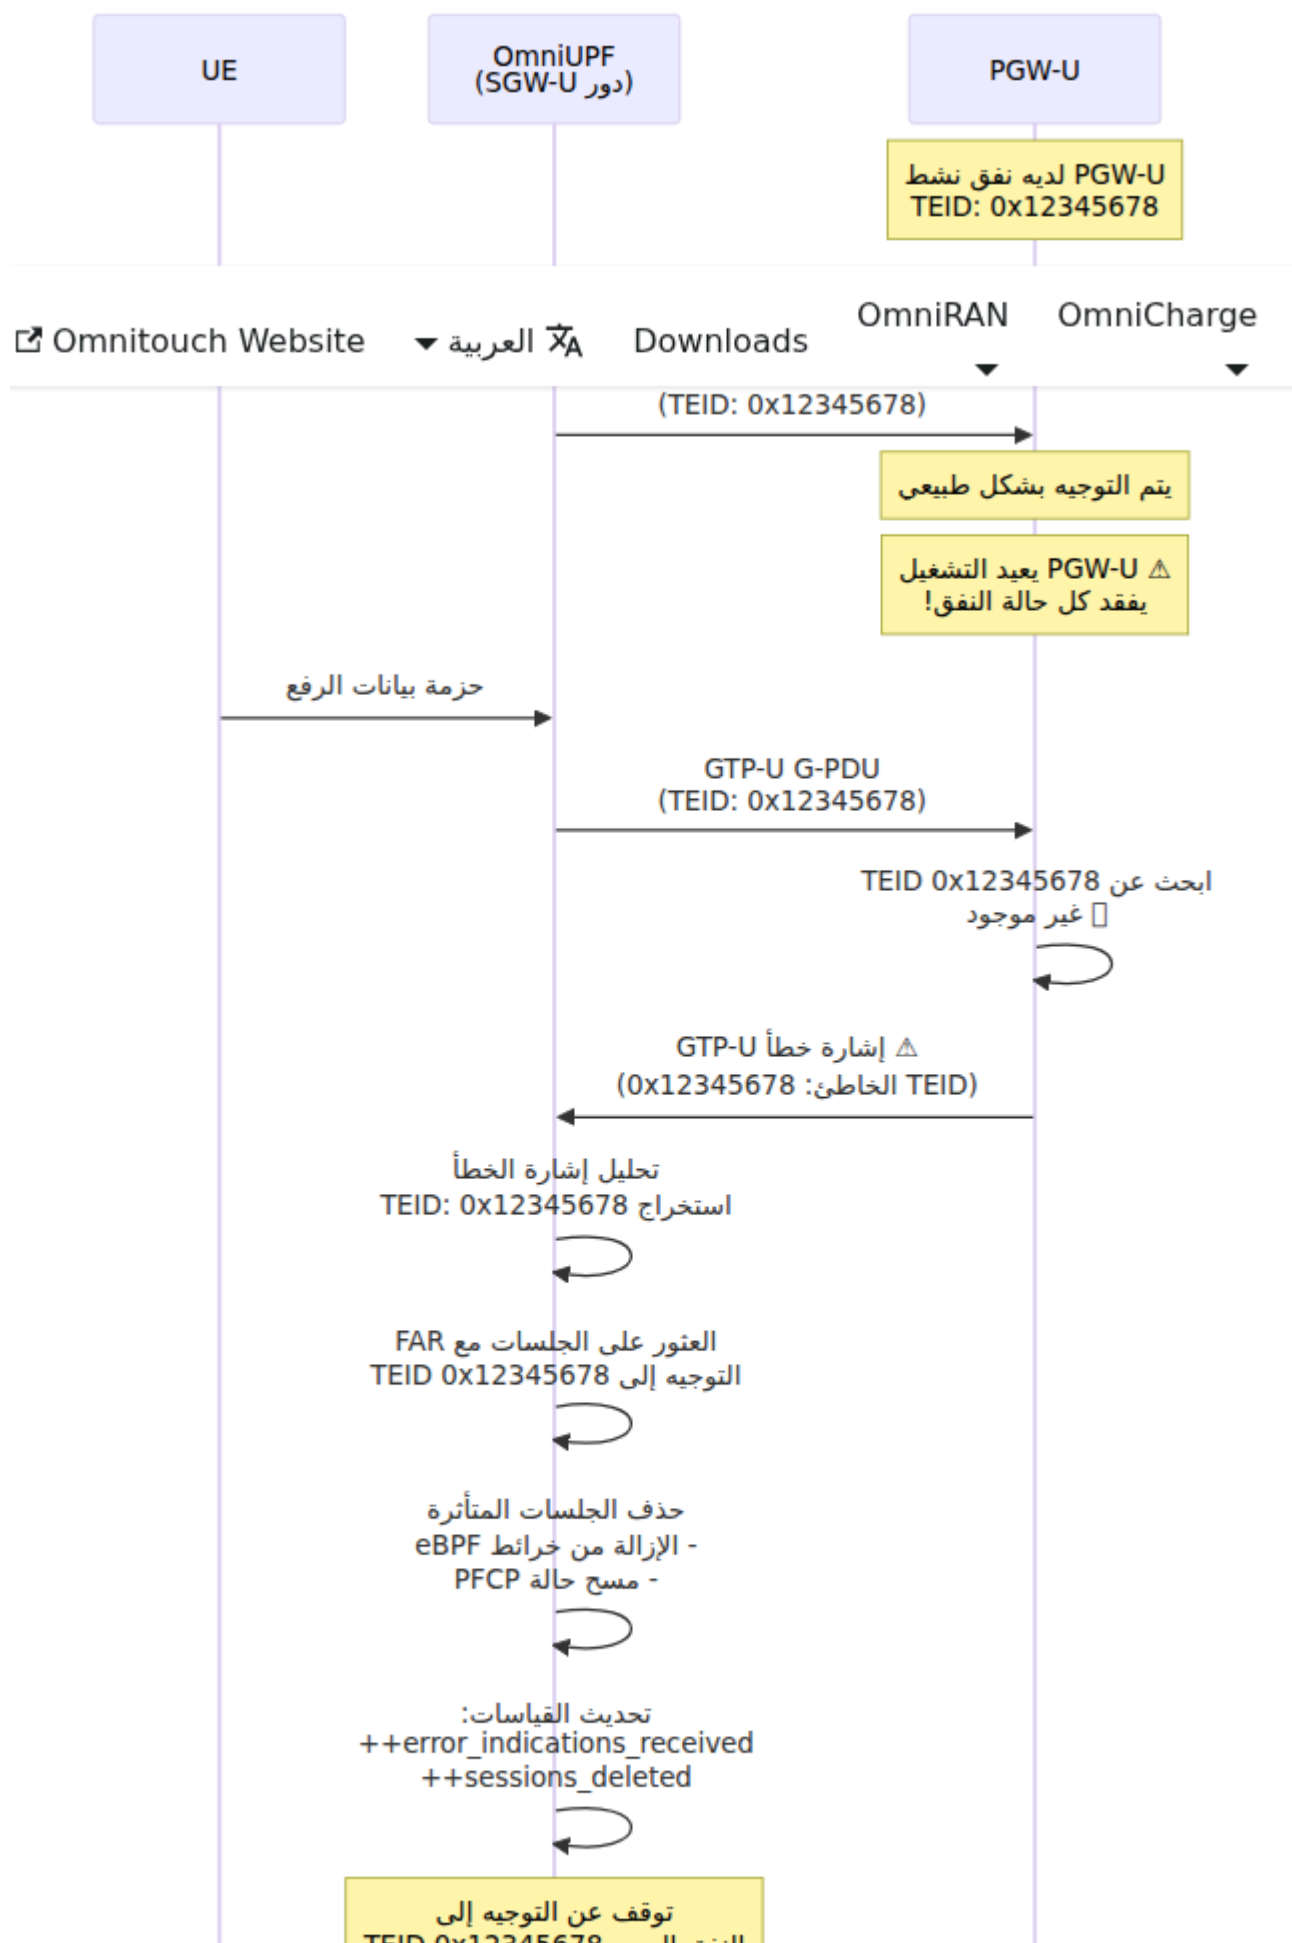 UE
OmniUPF
(دور SGW-U)
PGW-U
PGW-U لديه نفق نشط
TEID: 0x12345678
OmniRAN
OmniCharge
Omnitouch Website
العربية
Downloads
(TEID: 0x12345678)
يتم التوجيه بشكل طبيعي
⚠ PGW-U يعيد التشغيل
يفقد كل حالة النفق!
حزمة بيانات الرفع
GTP-U G-PDU
(TEID: 0x12345678)
ابحث عن TEID 0x12345678
غير موجود
⚠ إشارة خطأ GTP-U
(TEID الخاطئ: 0x12345678)
تحليل إشارة الخطأ
استخراج TEID: 0x12345678
العثور على الجلسات مع FAR
التوجيه إلى TEID 0x12345678
حذف الجلسات المتأثرة
- الإزالة من خرائط eBPF
- مسح حالة PFCP
تحديث القياسات:
++error_indications_received
++sessions_deleted
توقف عن التوجيه إلى
TEID 0x12345678